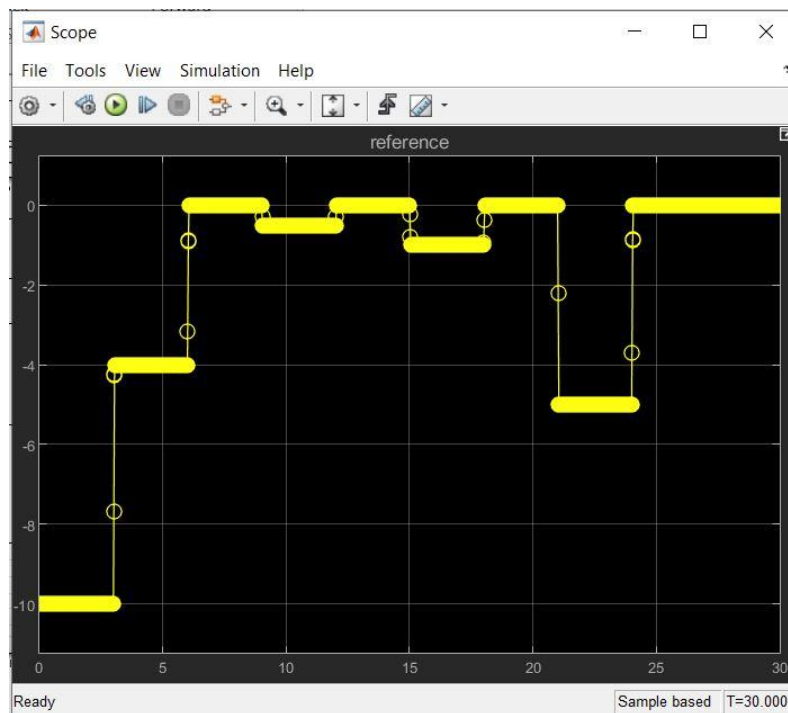 Scope
File Tools View Simulation Help
reference
0
-2
-4
-6
-8
-10
0 5 10 15 20 25 30
Ready Sample based T=30.000